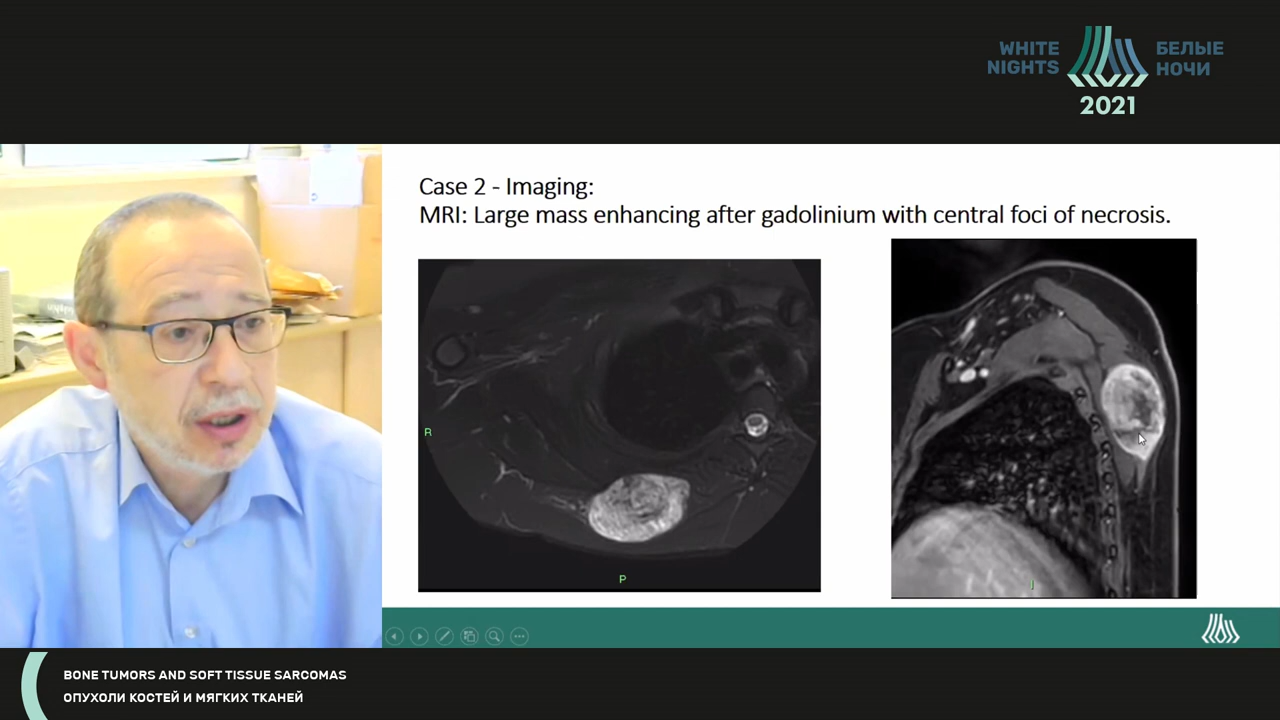 WHITE
NIGHTS
БЕЛЫЕ
НОЧИ
2021
Case 2 - Imaging:
MRI: Large mass enhancing after gadolinium with central foci of necrosis.
R
P
I
BONE TUMORS AND SOFT TISSUE SARCOMAS
ОПУХОЛИ КОСТЕЙ И МЯГКИХ ТКАНЕЙ